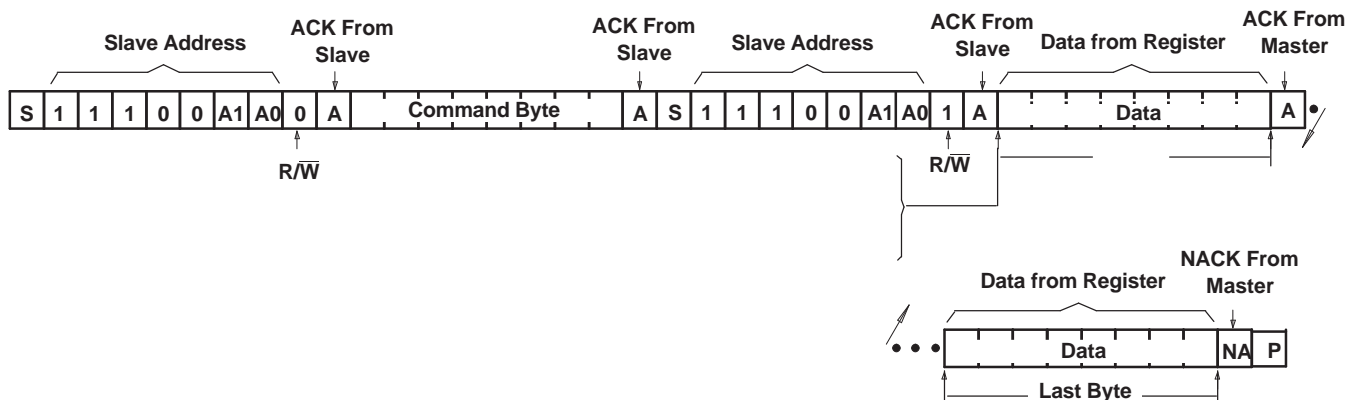 Slave Address
ACK From
Slave
ACK From
Slave
Slave Address
ACK From
Slave
Data from Register
ACK From
Master
S 1 1 1 0 0 A1 A0 0 A Command Byte A S 1 1 1 0 0 A1 A0 1 A Data A
R/W̅
R/W̅
Data from Register
NACK From
Master
Data NA P
Last Byte